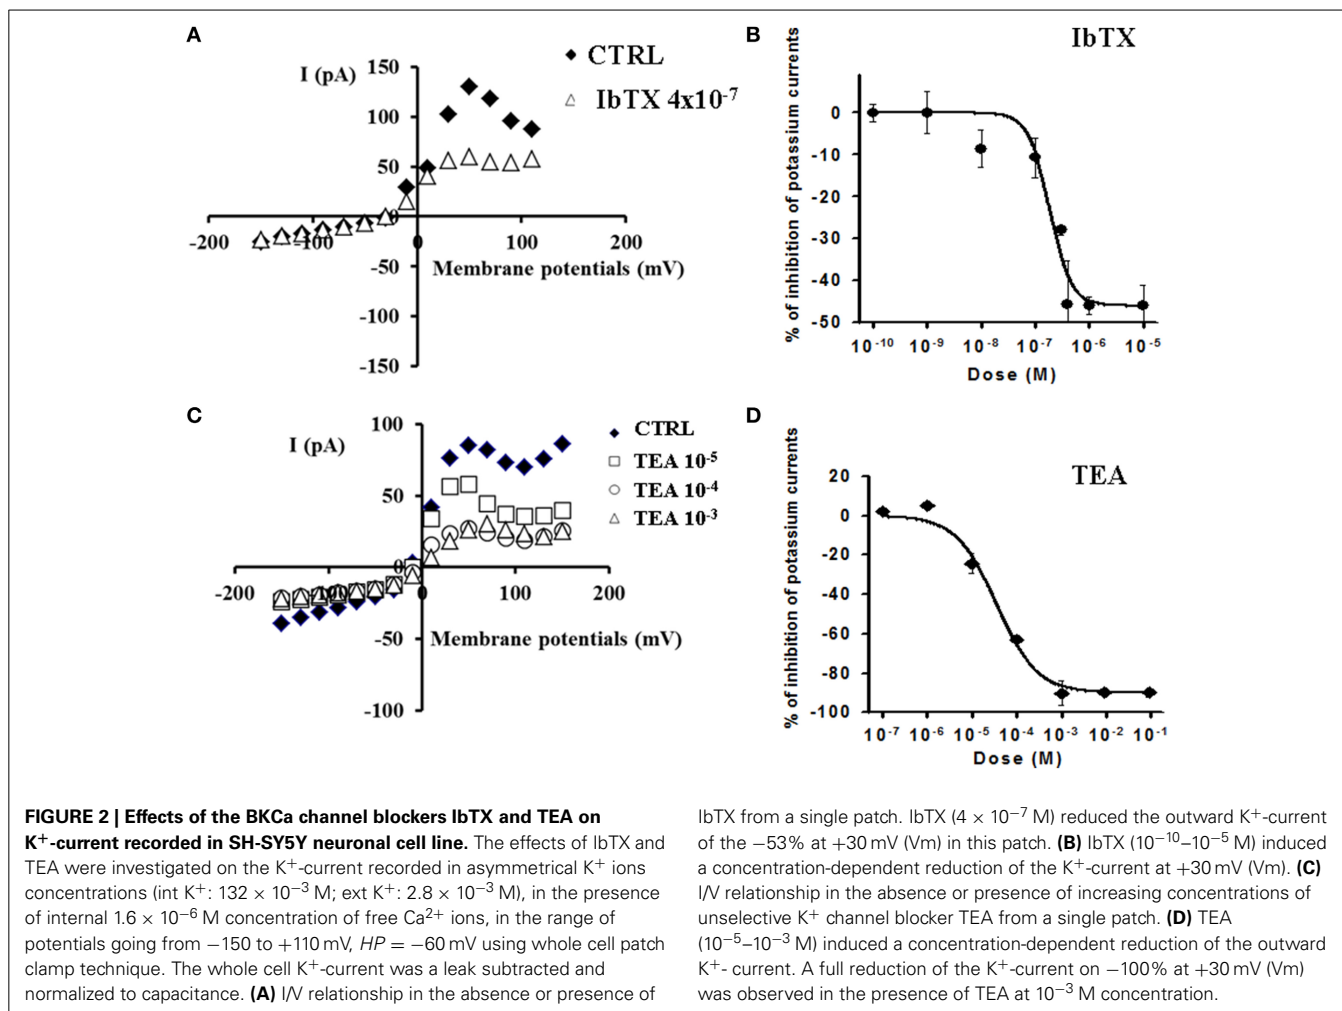 A
I (pA)
150
100
50
0
-50
-100
-150
-200
-100
0
100
200
Membrane potentials (mV)
CTRL
IbTX 4x10-7
B
IbTX
% of inhibition of potassium currents
0
-10
-20
-30
-40
-50
10-10 10-9 10-8 10-7 10-6 10-5
Dose (M)
C
I (pA)
100
50
0
-50
-100
-200
-100
0
100
200
Membrane potentials (mV)
CTRL
TEA 10-5
TEA 10-4
TEA 10-3
D
TEA
% of inhibition of potassium currents
20
0
-20
-40
-60
-80
-100
10-7 10-6 10-5 10-4 10-3 10-2 10-1
Dose (M)
FIGURE 2 | Effects of the BKCa channel blockers IbTX and TEA on
K+-current recorded in SH-SY5Y neuronal cell line. The effects of IbTX and
TEA were investigated on the K+-current recorded in asymmetrical K+ ions
concentrations (int K+: 132 × 10−3 M; ext K+: 2.8 × 10−3 M), in the presence
of internal 1.6 × 10−6 M concentration of free Ca2+ ions, in the range of
potentials going from −150 to +110 mV, HP = −60 mV using whole cell patch
clamp technique. The whole cell K+-current was a leak subtracted and
normalized to capacitance. (A) I/V relationship in the absence or presence of
IbTX from a single patch. IbTX (4 × 10−7 M) reduced the outward K+-current
of the −53% at +30 mV (Vm) in this patch. (B) IbTX (10−10–10−5 M) induced
a concentration-dependent reduction of the K+-current at +30 mV (Vm). (C)
I/V relationship in the absence or presence of increasing concentrations of
unselective K+ channel blocker TEA from a single patch. (D) TEA
(10−5–10−3 M) induced a concentration-dependent reduction of the outward
K+- current. A full reduction of the K+-current on −100% at +30 mV (Vm)
was observed in the presence of TEA at 10−3 M concentration.